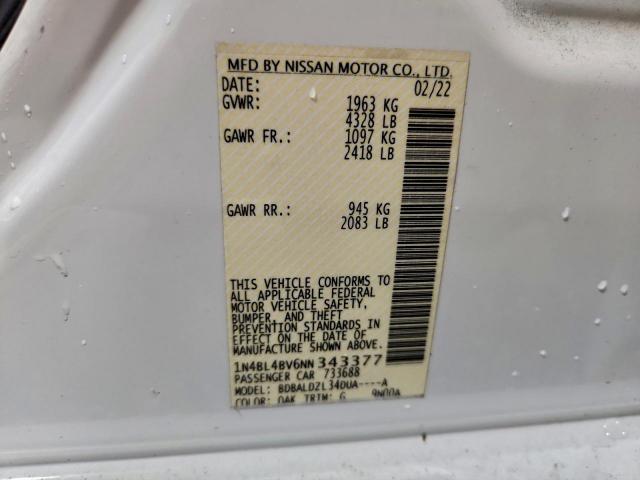 MFD BY NISSAN MOTOR CO., LTD.
DATE: 02/22
GVWR: 1963 KG
4328 LB
GAWR FR.: 1097 KG
2418 LB
GAWR RR.: 945 KG
2083 LB
THIS VEHICLE CONFORMS TO
ALL APPLICABLE FEDERAL
MOTOR VEHICLE SAFETY,
BUMPER, AND THEFT
PREVENTION STANDARDS IN
EFFECT ON THE DATE OF
MANUFACTURE SHOWN ABOVE.
1N4BL4BV6NN343377
PASSENGER CAR 733688
MODEL: BDBALDZL34DUA----A
COLOR: QAK TRIM: G 9N00A